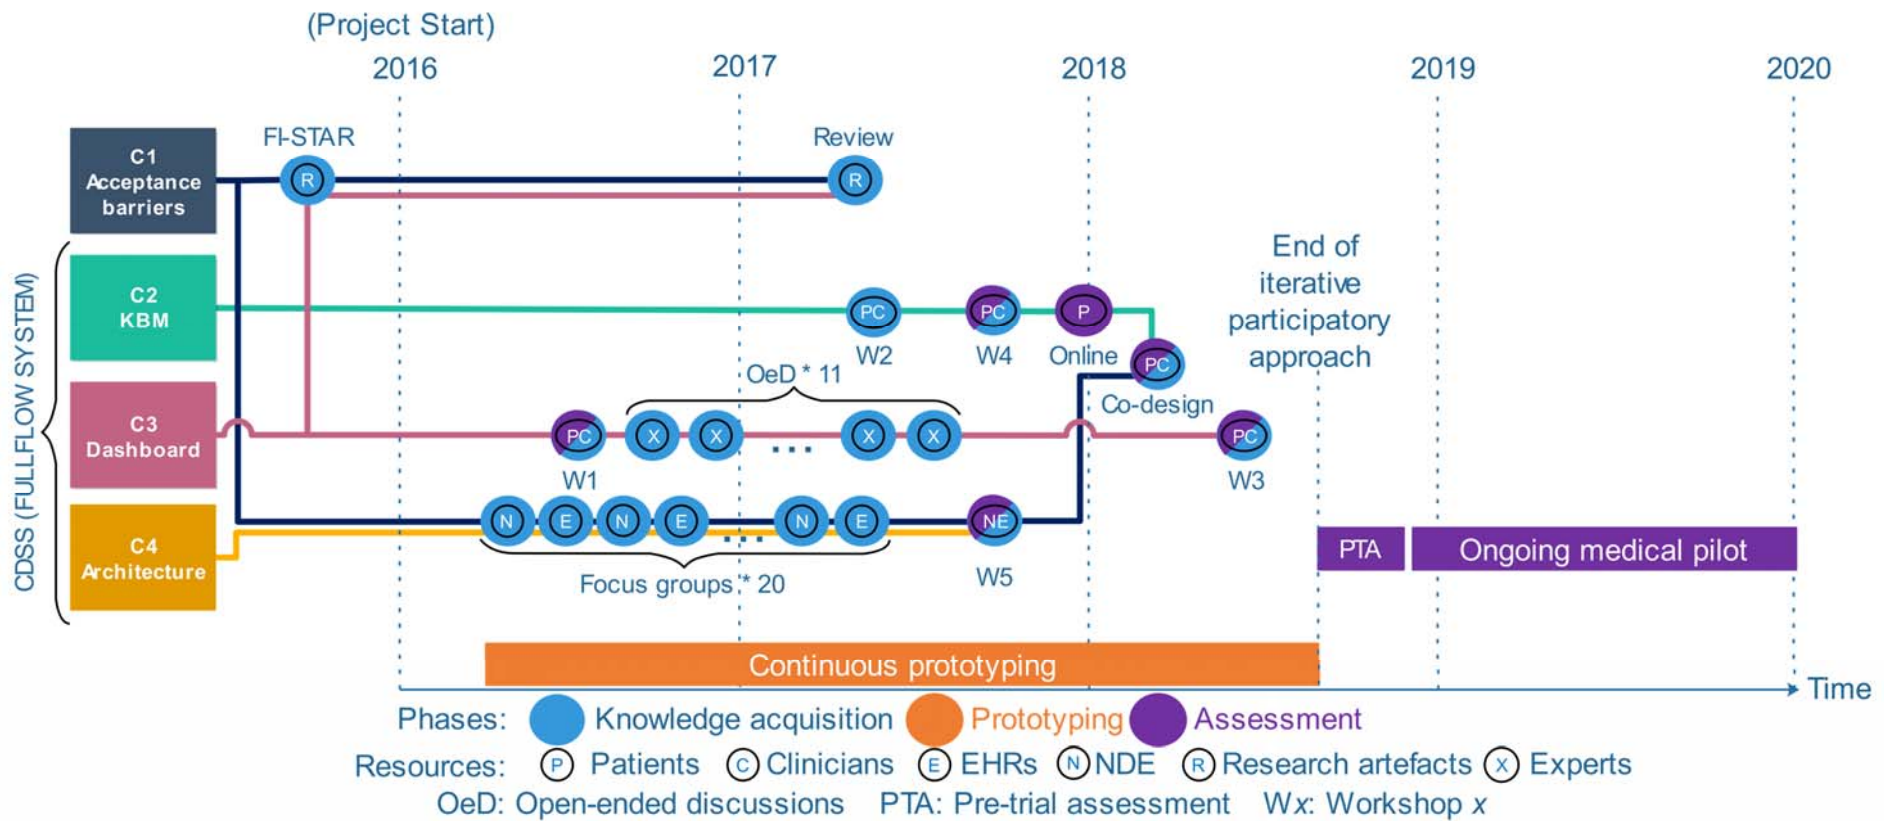 (Project Start)
2016 2017 2018 2019 2020
FI-STAR Review
C1
Acceptance
barriers
R R
CDSS (FULLFLOW SYSTEM)
C2
KBM
PC PC P
W2 W4 Online
PC
Co-design
End of
iterative
participatory
approach
OeD * 11
C3
Dashboard
PC X X ... X X PC
W1 W3
C4
Architecture
N E N E ... N E NE
Focus groups * 20 W5
PTA Ongoing medical pilot
Continuous prototyping
Time
Phases: Knowledge acquisition Prototyping Assessment
Resources: P Patients C Clinicians E EHRs N NDE R Research artefacts X Experts
OeD: Open-ended discussions PTA: Pre-trial assessment Wx: Workshop x